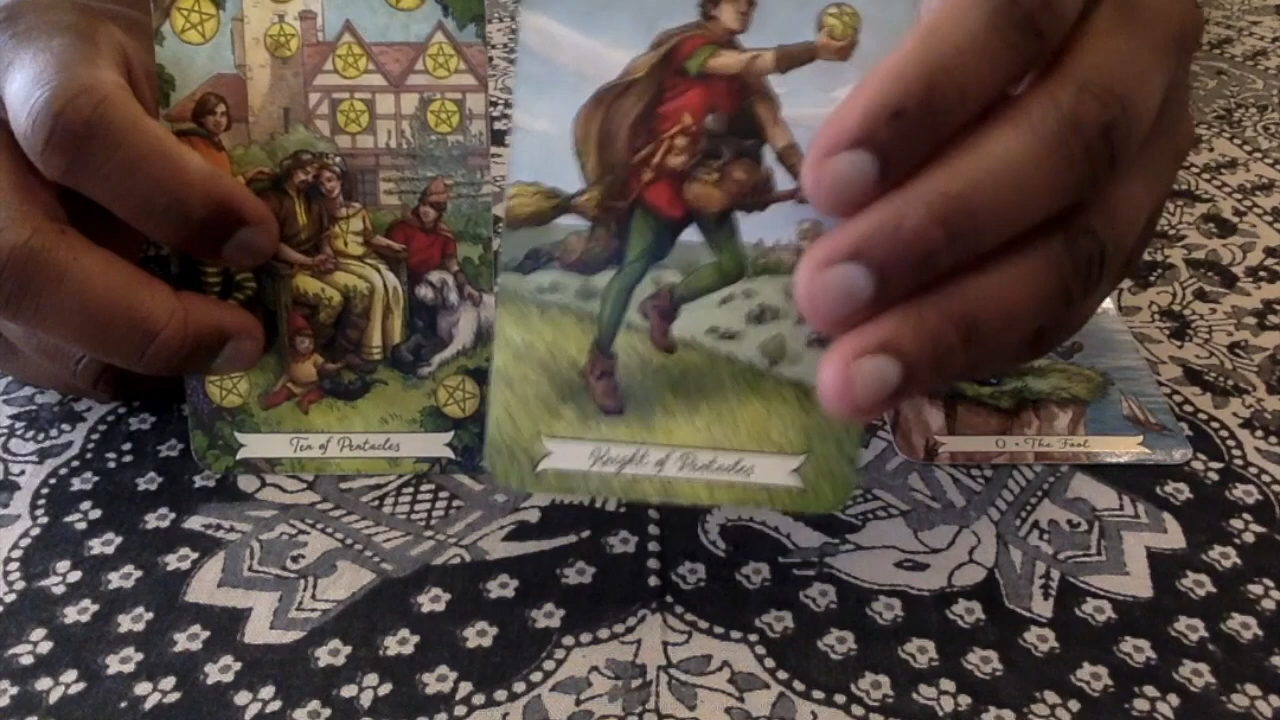 Ten of Pentacles
Knight of Pentacles
0 • The Fool